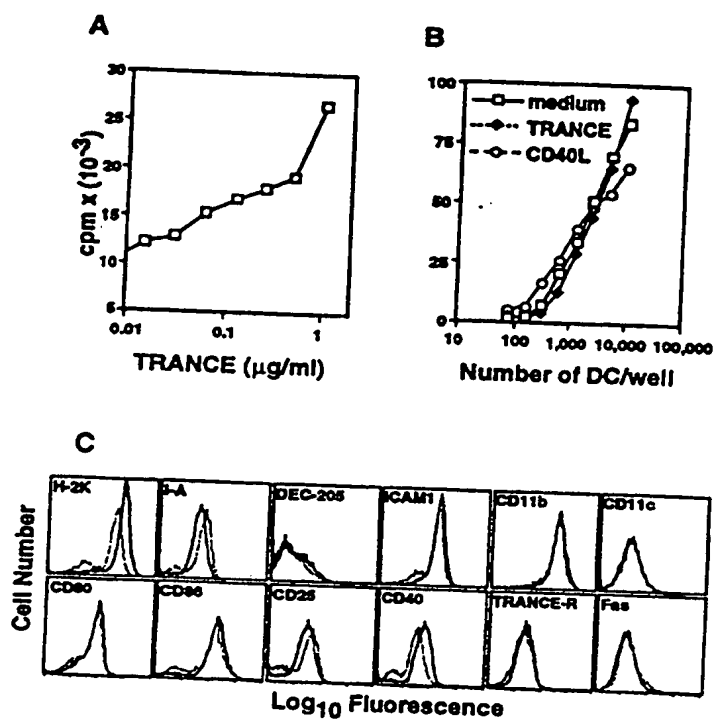 A
30
25
20
15
10
5
cpm x (10-3)
0.01 0.1 1
TRANCE (μg/ml)
B
100
75
50
25
0
medium
TRANCE
CD40L
10 100 1,000 10,000 100,000
Number of DC/well
C
Cell Number
H-2K I-A DEC-205 ICAM1 CD11b CD11c
CD80 CD86 CD25 CD40 TRANCE-R Fas
Log10 Fluorescence